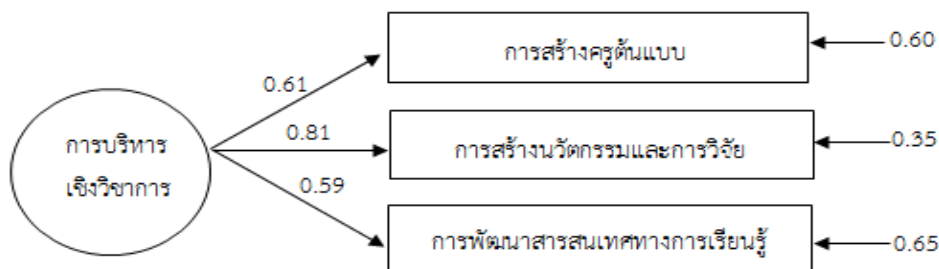 การสร้างครูต้นแบบ
0.60
0.61
การบริหาร
เชิงวิชาการ
0.81
การสร้างนวัตกรรมและการวิจัย
0.35
0.59
การพัฒนาสารสนเทศทางการเรียนรู้
0.65